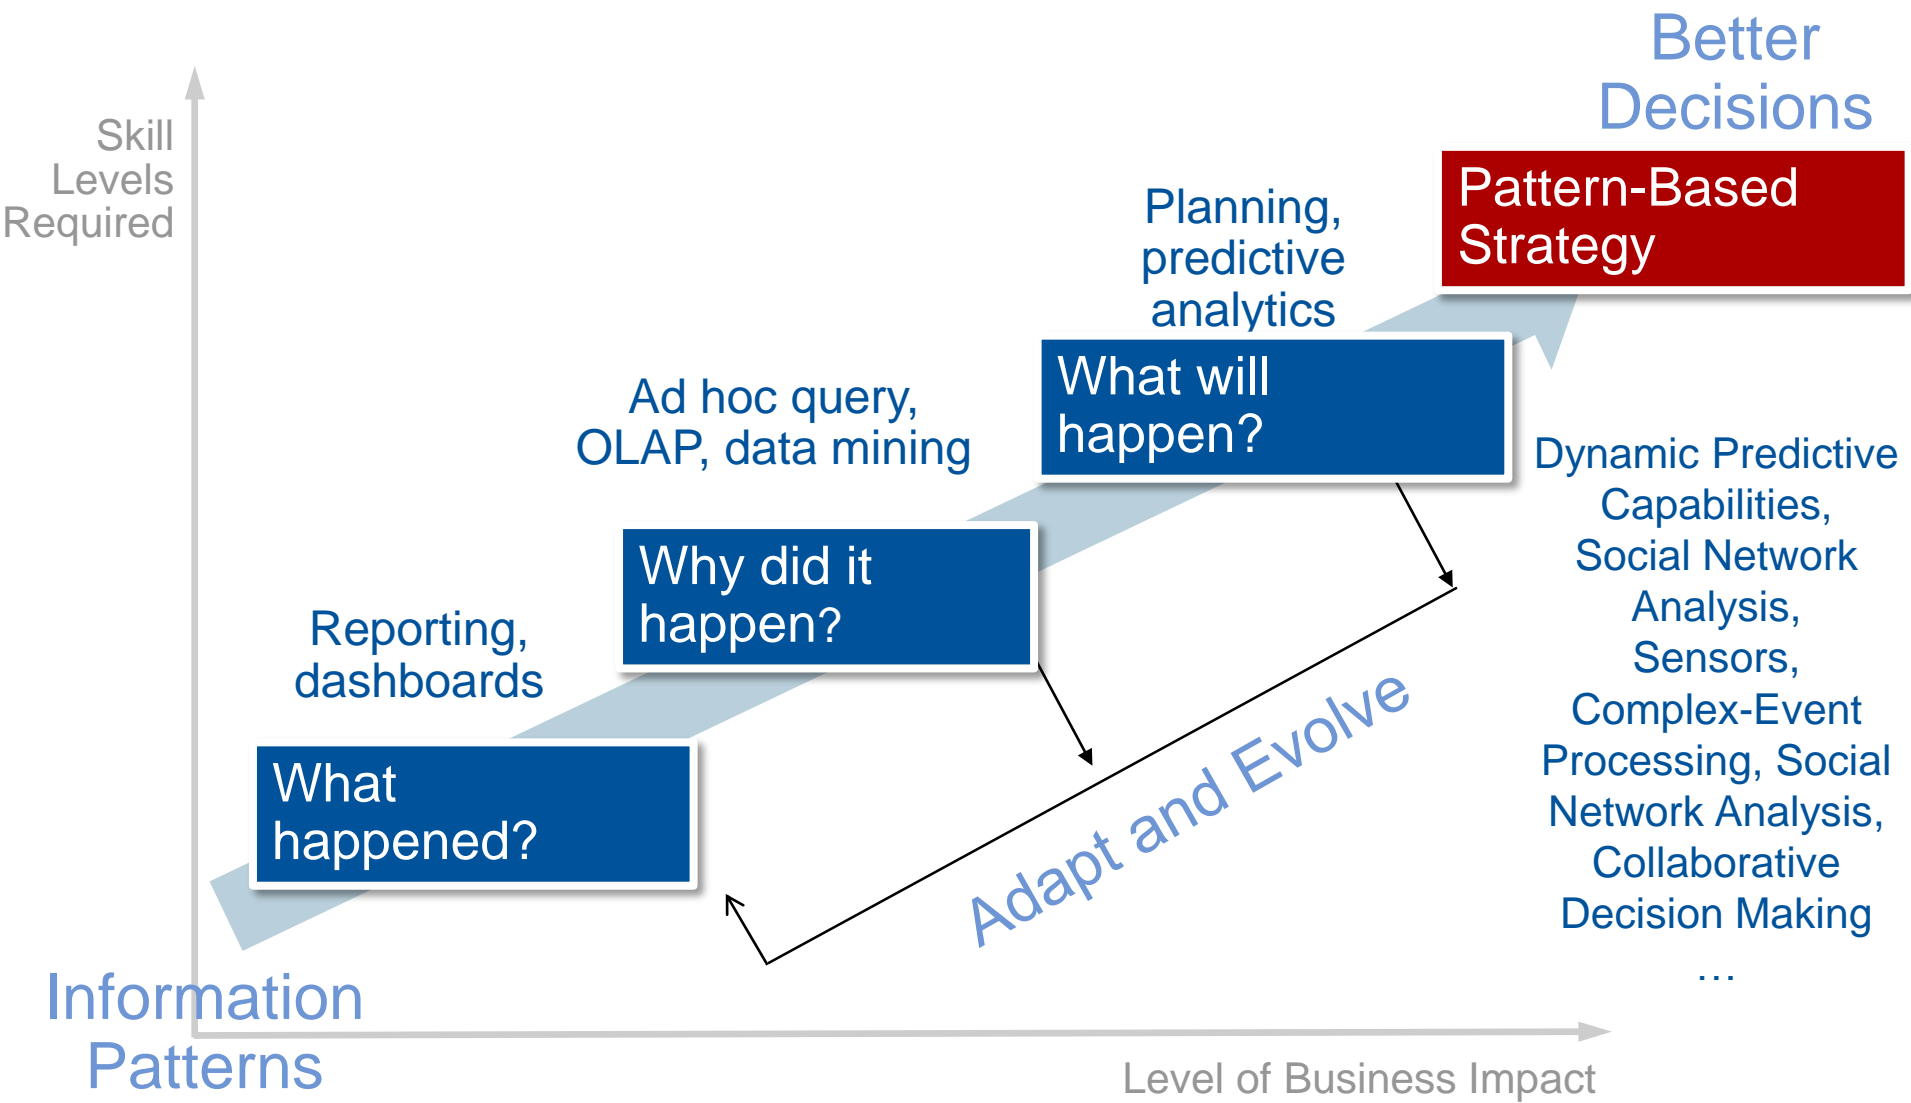 Better
Decisions
Skill
Levels
Required
Pattern-Based
Strategy
Planning,
predictive
analytics
What will
happen?
Ad hoc query,
OLAP, data mining
Why did it
happen?
Reporting,
dashboards
What
happened?
Dynamic Predictive
Capabilities,
Social Network
Analysis,
Sensors,
Complex-Event
Processing, Social
Network Analysis,
Collaborative
Decision Making
…
Adapt and Evolve
Information
Patterns
Level of Business Impact